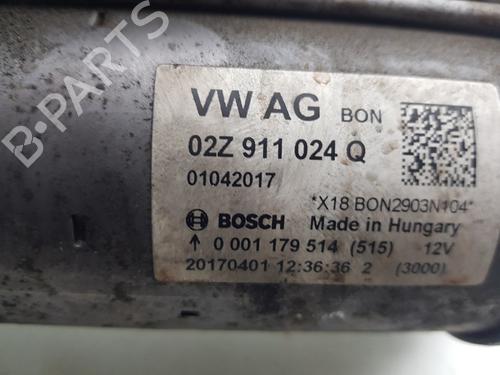 VW AG BON
02Z 911 024 Q
01042017
*X18 BON2903N104*
BOSCH Made in Hungary
0 001 179 514 (515) 12V
20170401 12:36:36 2 (3000)
B-PARTS